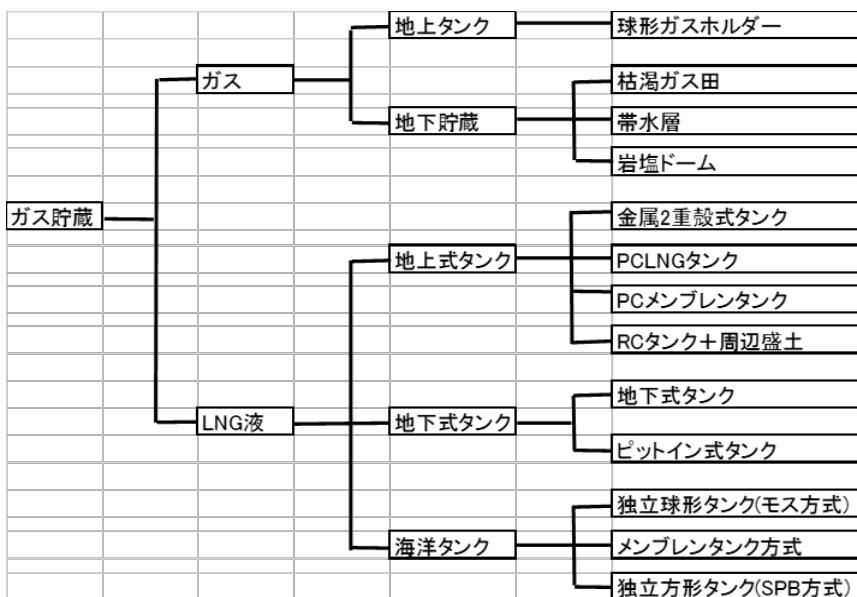 地上タンク
球形ガスホルダー
ガス
枯渇ガス田
地下貯蔵
帯水層
岩塩ドーム
ガス貯蔵
金属2重殻式タンク
地上式タンク
PCLNGタンク
PCメンブレンタンク
RCタンク＋周辺盛土
地下式タンク
LNG液
地下式タンク
ピットイン式タンク
独立球形タンク(モス方式)
海洋タンク
メンブレンタンク方式
独立方形タンク(SPB方式)